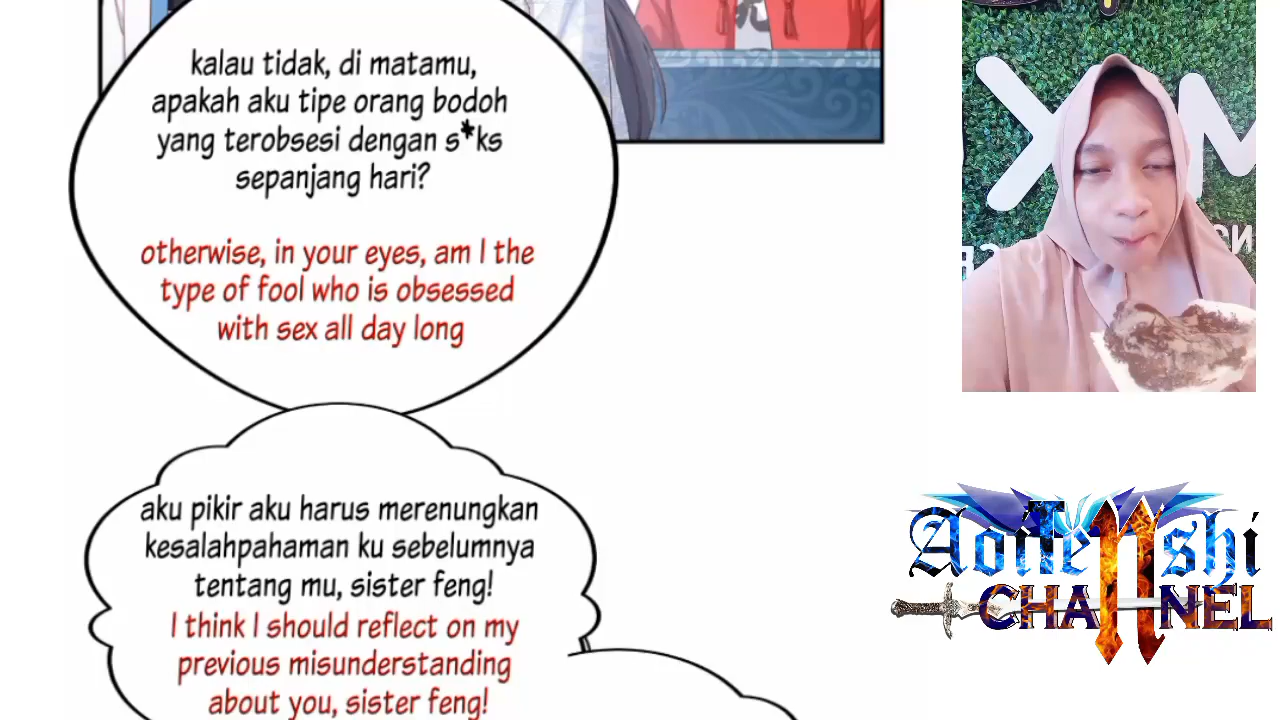 kalau tidak, di matamu,
apakah aku tipe orang bodoh
yang terobsesi dengan s*ks
sepanjang hari?
otherwise, in your eyes, am I the
type of fool who is obsessed
with sex all day long
aku pikir aku harus merenungkan
kesalahpahaman ku sebelumnya
tentang mu, sister feng!
I think I should reflect on my
previous misunderstanding
about you, sister feng!
AoiTenshi
CHANNEL